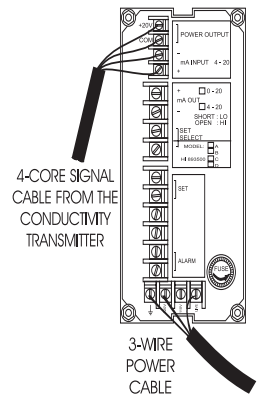 +20V
POWER OUTPUT
COM
-
mA INPUT 4 - 20
+
+
0 - 20
mA OUT
-
4 - 20
SHORT : LO
OPEN : HI
SET
SELECT
MODEL:
A
B
HI 893500
C
D
4-CORE SIGNAL
CABLE FROM THE
CONDUCTIVITY
TRANSMITTER
SET
ALARM
FUSE
3-WIRE
POWER
CABLE